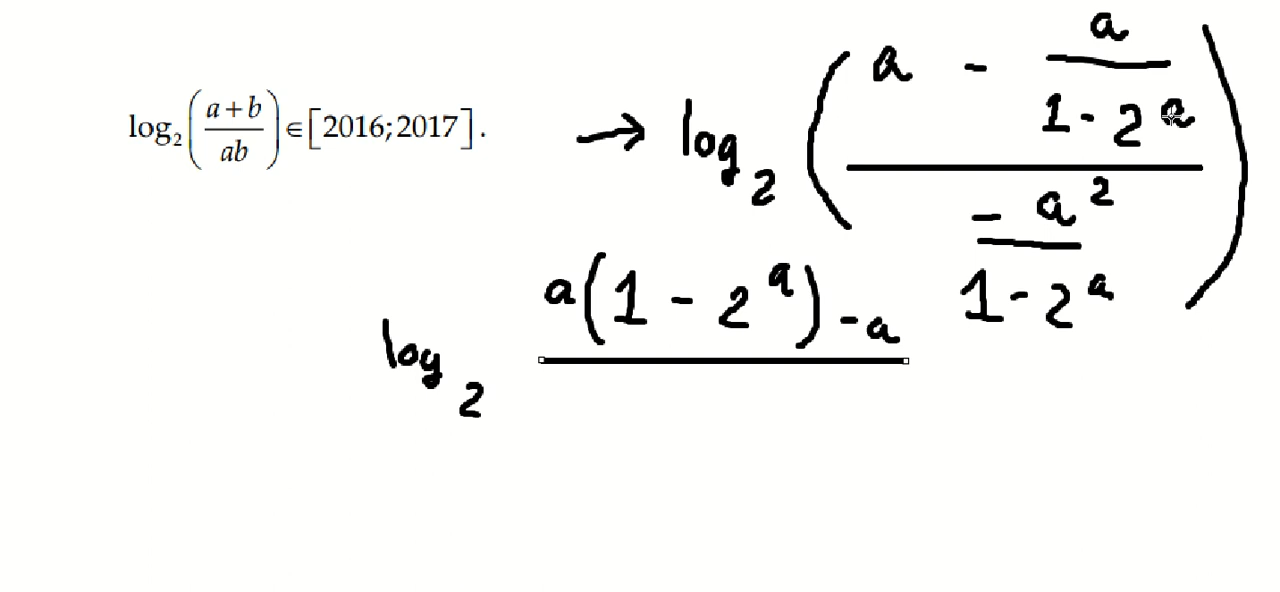 log₂((a+b)/(ab)) ∈ [2016;2017]. → log₂((a - a/(1-2^a))/(-a²/(1-2^a)))
log₂ a(1-2^a)-a